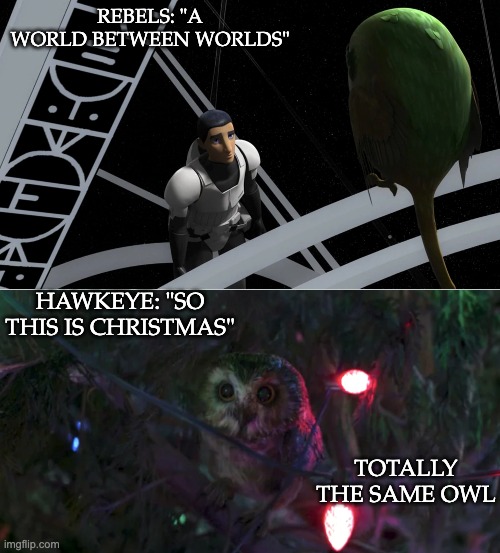 REBELS: "A
WORLD BETWEEN WORLDS"
HAWKEYE: "SO
THIS IS CHRISTMAS"
TOTALLY
THE SAME OWL
imgflip.com